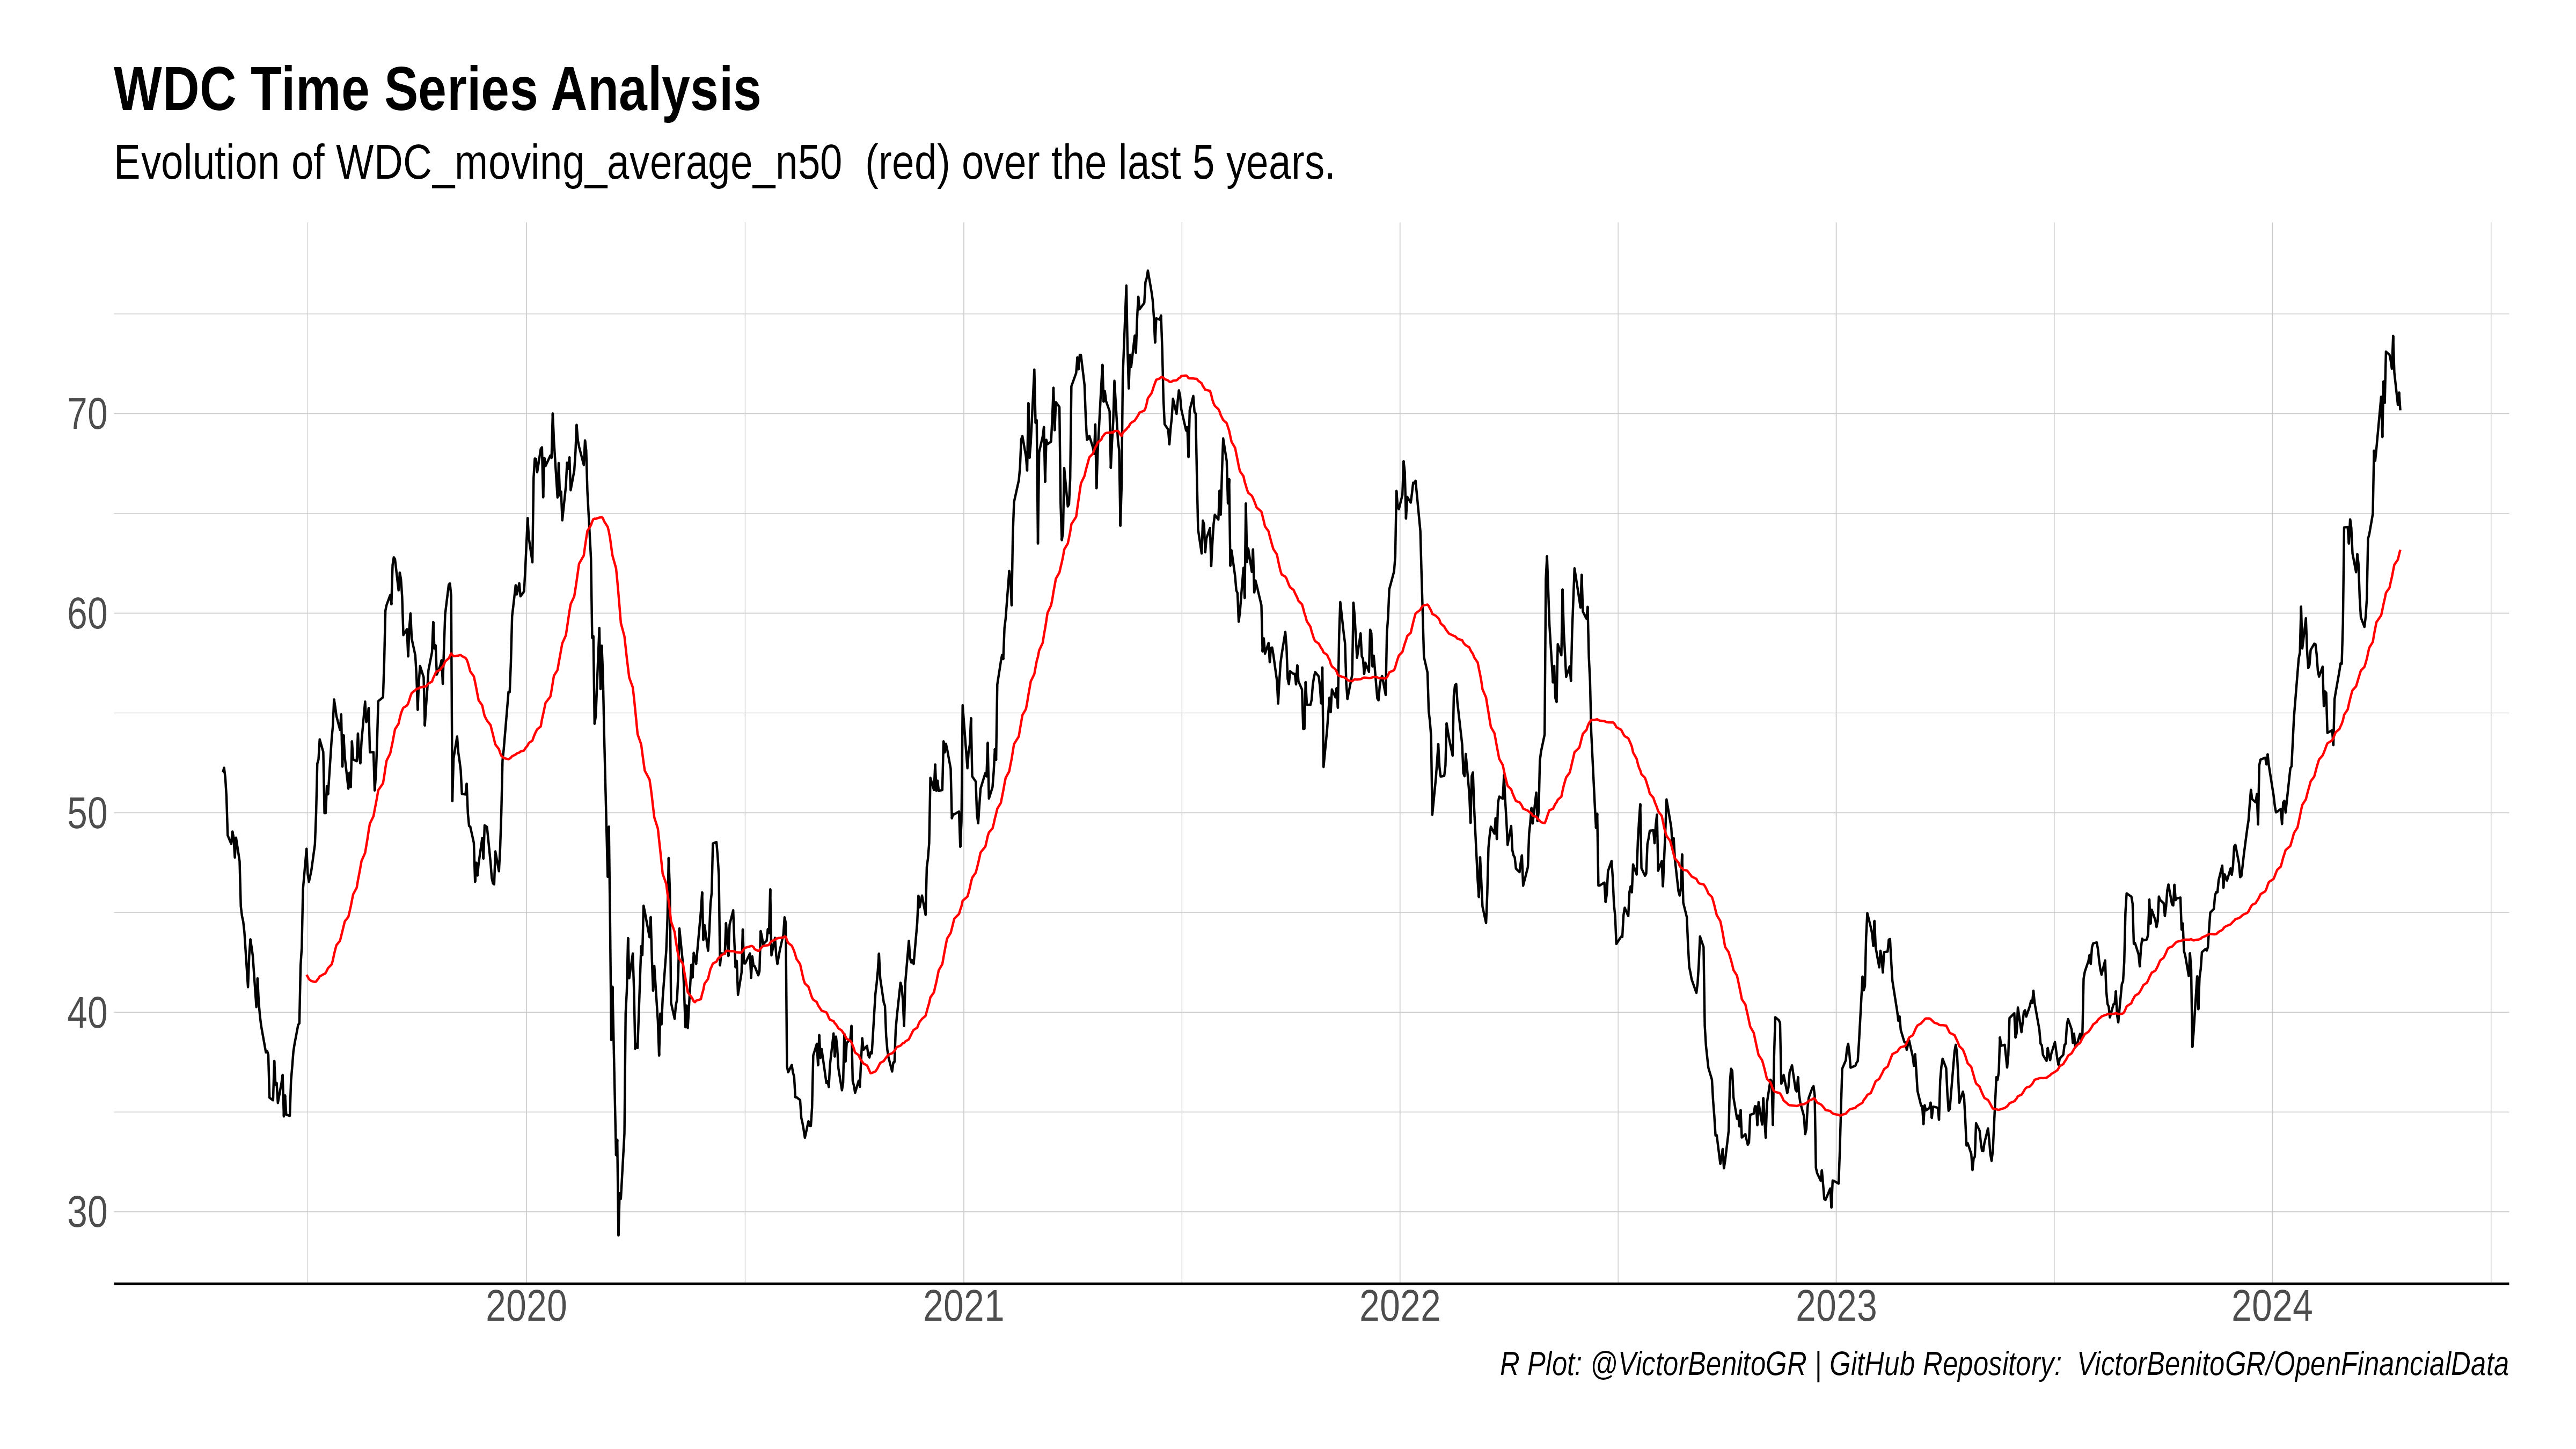 WDC Time Series Analysis
Evolution of WDC_moving_average_n50  (red) over the last 5 years.
70
60
50
40
30
2020 2021 2022 2023 2024
R Plot: @VictorBenitoGR | GitHub Repository:  VictorBenitoGR/OpenFinancialData